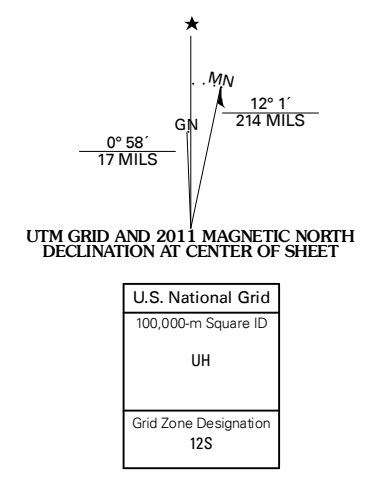 MN
12° 1´
214 MILS
GN
0° 58´
17 MILS
UTM GRID AND 2011 MAGNETIC NORTH
DECLINATION AT CENTER OF SHEET
U.S. National Grid
100,000-m Square ID
UH
Grid Zone Designation
12S